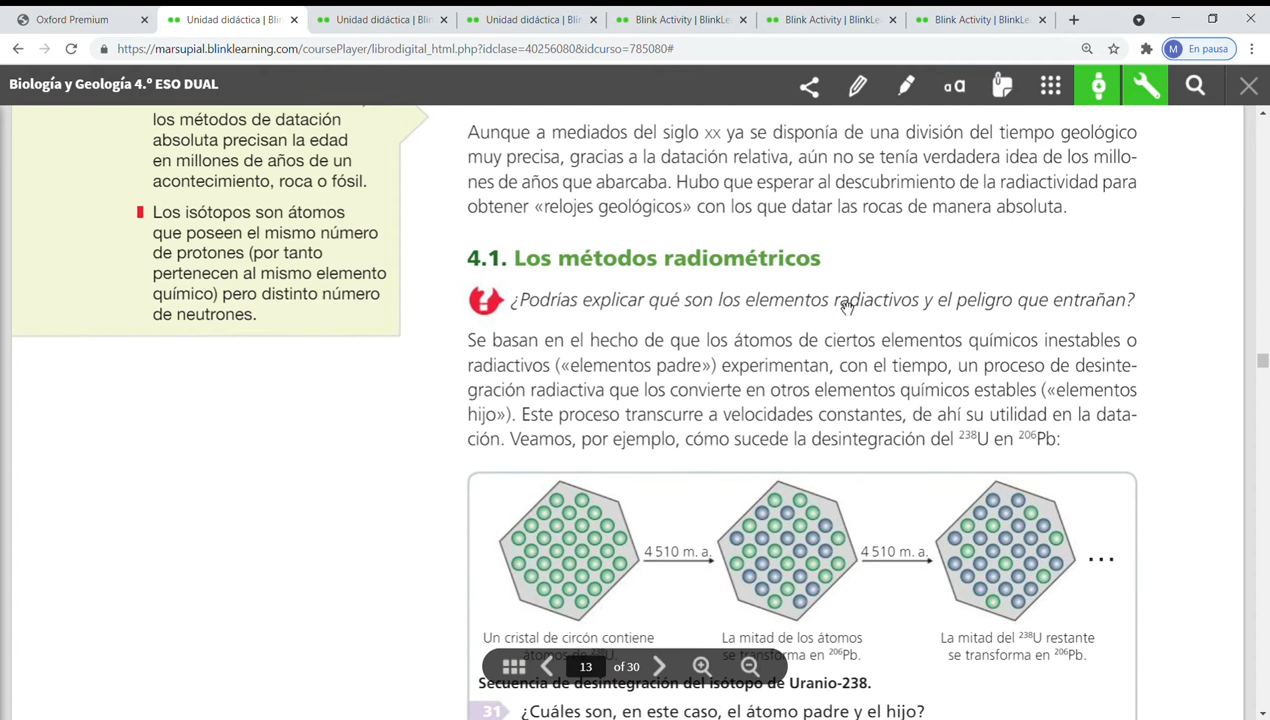 Oxford Premium
Unidad didáctica | Blin
Unidad didáctica | Bl
Unidad didáctica | Blin
Blink Activity | BlinkLe
Blink Activity | BlinkLe
Blink Activity | BlinkLe
https://marsupial.blinklearning.com/coursePlayer/librodigital_html.php?idclase=40256080&idcurso=785080#
M En pausa
Biología y Geología 4.º ESO DUAL
aa
los métodos de datación
absoluta precisan la edad
en millones de años de un
acontecimiento, roca o fósil.
Los isótopos son átomos
que poseen el mismo número
de protones (por tanto
pertenecen al mismo elemento
químico) pero distinto número
de neutrones.
Aunque a mediados del siglo xx ya se disponía de una división del tiempo geológico
muy precisa, gracias a la datación relativa, aún no se tenía verdadera idea de los millo-
nes de años que abarcaba. Hubo que esperar al descubrimiento de la radiactividad para
obtener «relojes geológicos» con los que datar las rocas de manera absoluta.
4.1. Los métodos radiométricos
¿Podrías explicar qué son los elementos radiactivos y el peligro que entrañan?
Se basan en el hecho de que los átomos de ciertos elementos químicos inestables o
radiactivos («elementos padre») experimentan, con el tiempo, un proceso de desinte-
gración radiactiva que los convierte en otros elementos químicos estables («elementos
hijo»). Este proceso transcurre a velocidades constantes, de ahí su utilidad en la data-
ción. Veamos, por ejemplo, cómo sucede la desintegración del ²³⁸U en ²⁰⁶Pb:
4 510 m. a.
4 510 m. a.
...
Un cristal de circón contiene
átomos de ²³⁸U.
La mitad de los átomos
se transforma en ²⁰⁶Pb.
La mitad del ²³⁸U restante
se transforma en ²⁰⁶Pb.
13 of 30
Secuencia de desintegración del isótopo de Uranio-238.
31 ¿Cuáles son, en este caso, el átomo padre y el hijo?